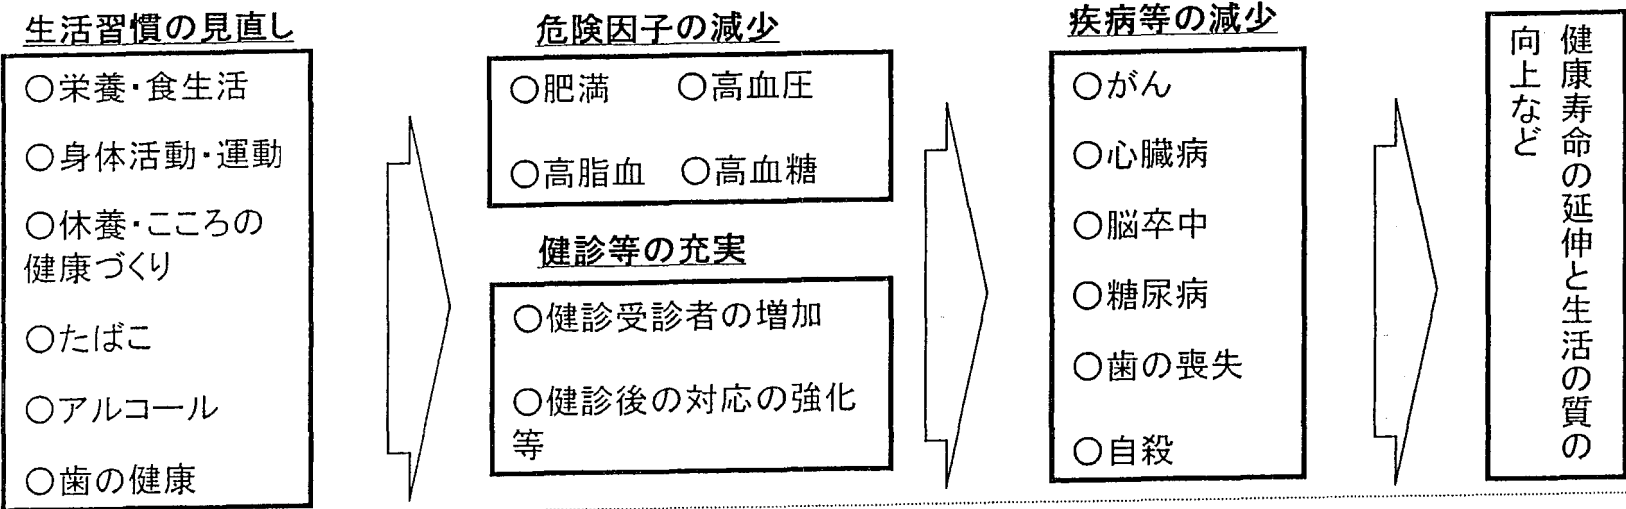 生活習慣の見直し
○栄養・食生活
○身体活動・運動
○休養・こころの
健康づくり
○たばこ
○アルコール
○歯の健康
危険因子の減少
○肥満 ○高血圧
○高脂血 ○高血糖
健診等の充実
○健診受診者の増加
○健診後の対応の強化
等
疾病等の減少
○がん
○心臓病
○脳卒中
○糖尿病
○歯の喪失
○自殺
健康寿命の延伸と生活の質の
向上など